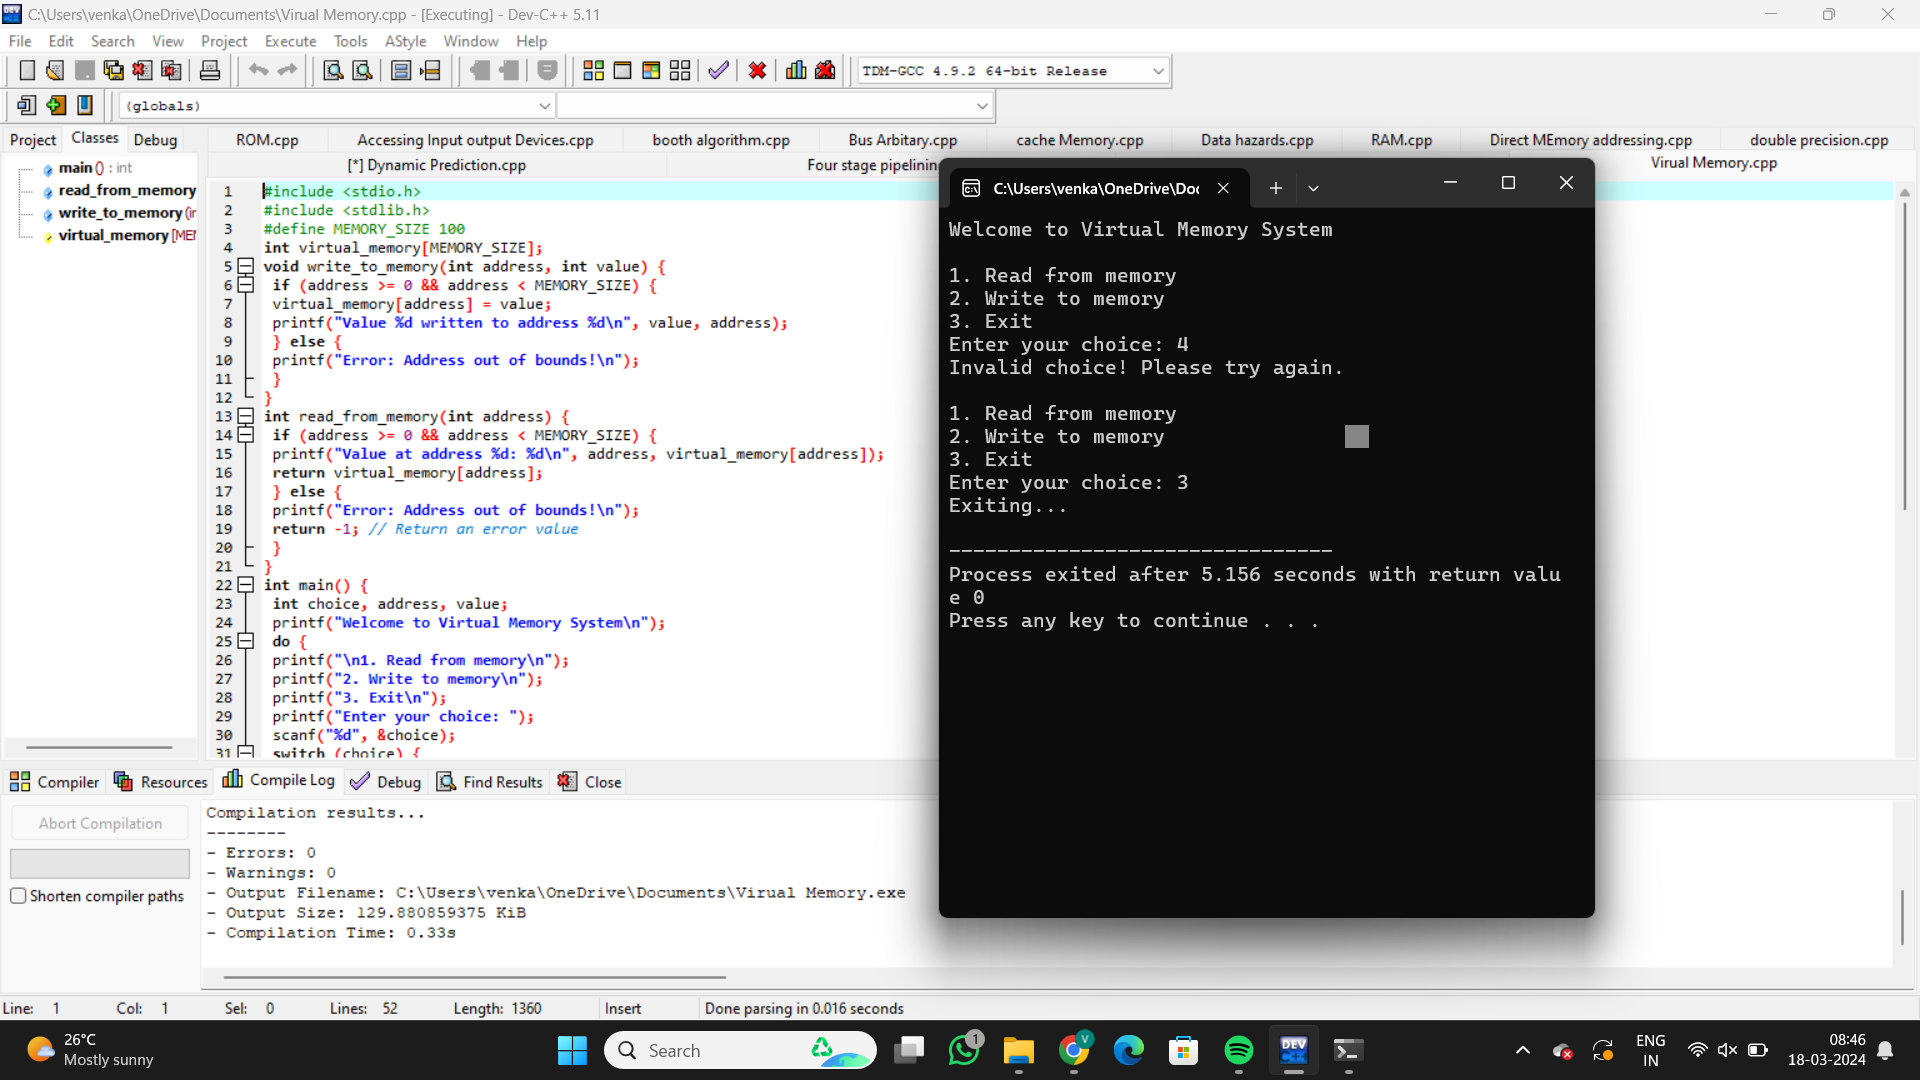 C:\Users\venka\OneDrive\Documents\Virual Memory.cpp - [Executing] - Dev-C++ 5.11
File Edit Search View Project Execute Tools AStyle Window Help
TDM-GCC 4.9.2 64-bit Release
(globals)
Project Classes Debug
ROM.cpp Accessing Input output Devices.cpp booth algorithm.cpp Bus Arbitary.cpp cache Memory.cpp Data hazards.cpp RAM.cpp Direct MEmory addressing.cpp double precision.cpp
[*] Dynamic Prediction.cpp Four stage pipelinin Virual Memory.cpp
main () : int
read_from_memory
write_to_memory (ir
virtual_memory [MEI
1 #include <stdio.h>
2 #include <stdlib.h>
3 #define MEMORY_SIZE 100
4 int virtual_memory[MEMORY_SIZE];
5 void write_to_memory(int address, int value) {
6 if (address >= 0 && address < MEMORY_SIZE) {
7 virtual_memory[address] = value;
8 printf("Value %d written to address %d\n", value, address);
9 } else {
10 printf("Error: Address out of bounds!\n");
11 }
12 }
13 int read_from_memory(int address) {
14 if (address >= 0 && address < MEMORY_SIZE) {
15 printf("Value at address %d: %d\n", address, virtual_memory[address]);
16 return virtual_memory[address];
17 } else {
18 printf("Error: Address out of bounds!\n");
19 return -1; // Return an error value
20 }
21 }
22 int main() {
23 int choice, address, value;
24 printf("Welcome to Virtual Memory System\n");
25 do {
26 printf("\n1. Read from memory\n");
27 printf("2. Write to memory\n");
28 printf("3. Exit\n");
29 printf("Enter your choice: ");
30 scanf("%d", &choice);
31 switch (choice) {
C:\Users\venka\OneDrive\Doc
Welcome to Virtual Memory System
1. Read from memory
2. Write to memory
3. Exit
Enter your choice: 4
Invalid choice! Please try again.
1. Read from memory
2. Write to memory
3. Exit
Enter your choice: 3
Exiting...
--------------------------------
Process exited after 5.156 seconds with return valu
e 0
Press any key to continue . . .
Compiler Resources Compile Log Debug Find Results Close
Abort Compilation
Shorten compiler paths
Compilation results...
--------
- Errors: 0
- Warnings: 0
- Output Filename: C:\Users\venka\OneDrive\Documents\Virual Memory.exe
- Output Size: 129.880859375 KiB
- Compilation Time: 0.33s
Line: 1 Col: 1 Sel: 0 Lines: 52 Length: 1360 Insert Done parsing in 0.016 seconds
26°C
Mostly sunny
Search
1
V
DEV
ENG
IN
08:46
18-03-2024